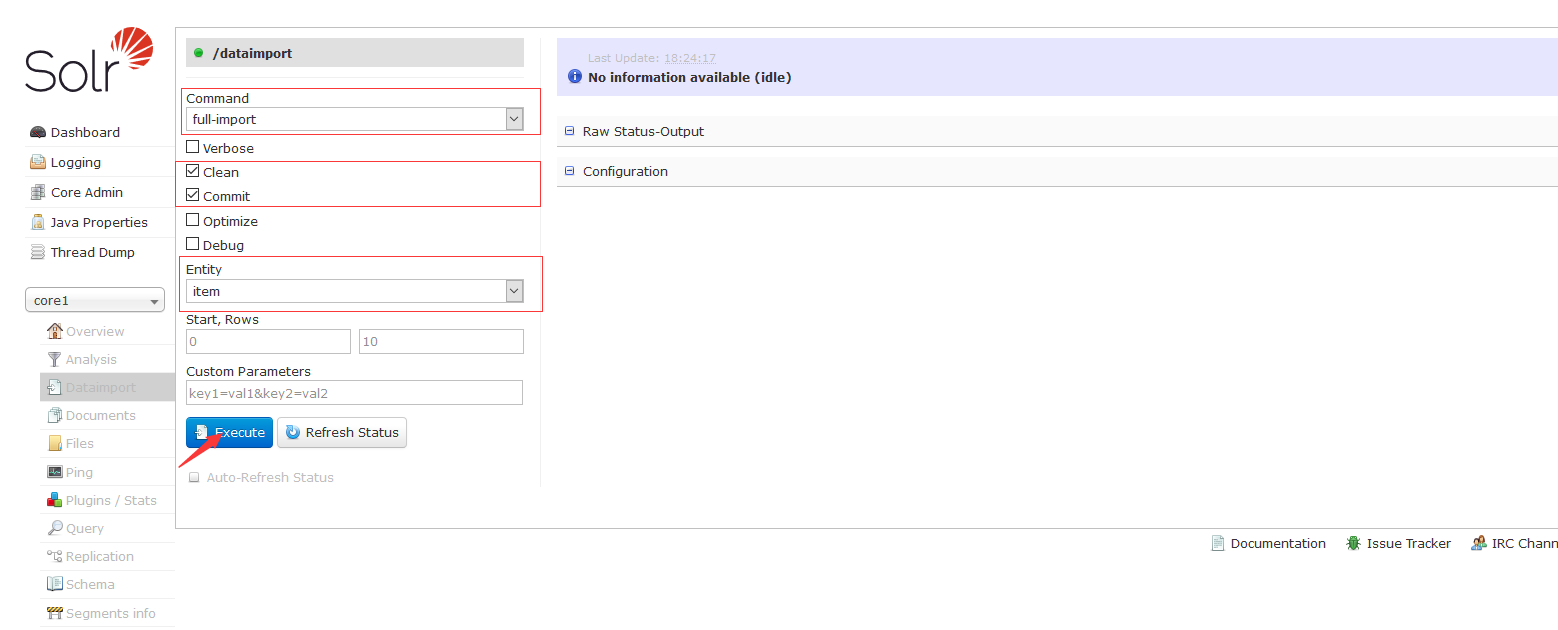 Solr
Dashboard
Logging
Core Admin
Java Properties
Thread Dump
core1
Overview
Analysis
Dataimport
Documents
Files
Ping
Plugins / Stats
Query
Replication
Schema
Segments info
/dataimport
Command
full-import
Verbose
Clean
Commit
Optimize
Debug
Entity
item
Start, Rows
0 10
Custom Parameters
key1=val1&key2=val2
Execute Refresh Status
Auto-Refresh Status
Last Update: 18:24:17
No information available (idle)
Raw Status-Output
Configuration
Documentation Issue Tracker IRC Chann